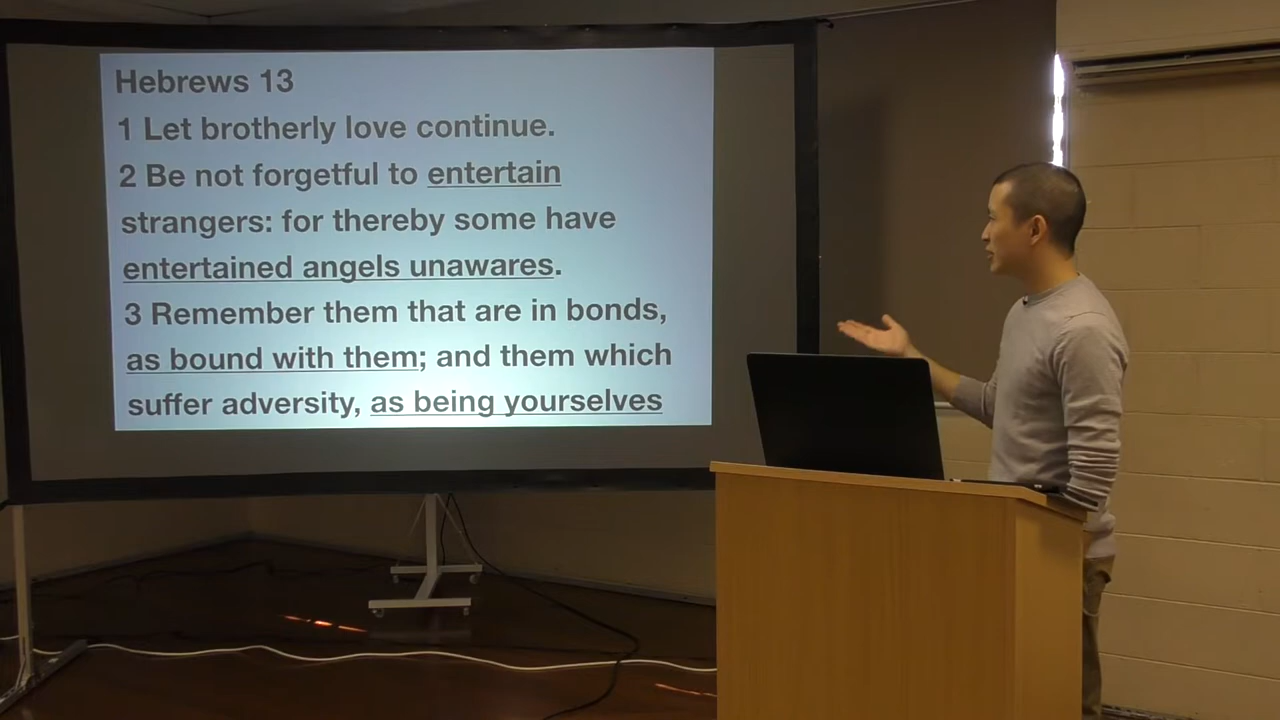 Hebrews 13
1 Let brotherly love continue.
2 Be not forgetful to entertain
strangers: for thereby some have
entertained angels unawares.
3 Remember them that are in bonds,
as bound with them; and them which
suffer adversity, as being yourselves